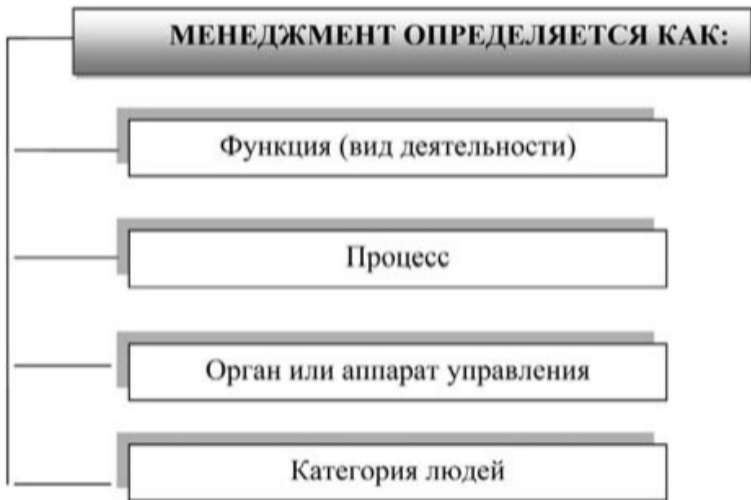 МЕНЕДЖМЕНТ ОПРЕДЕЛЯЕТСЯ КАК:
Функция (вид деятельности)
Процесс
Орган или аппарат управления
Категория людей